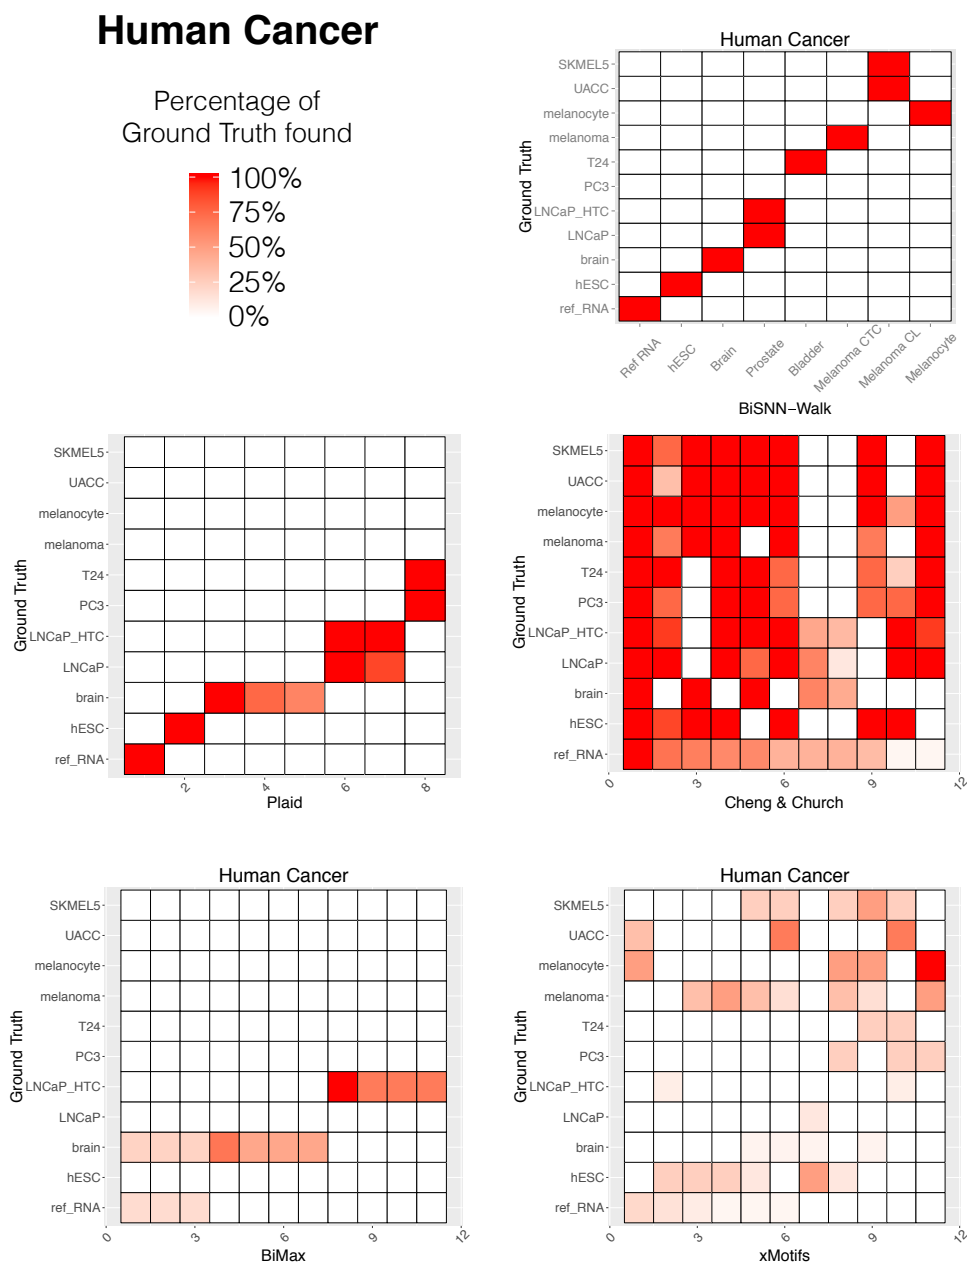 Human Cancer
Percentage of
Ground Truth found
100%
75%
50%
25%
0%
Human Cancer
Ground Truth
SKMEL5
UACC
melanocyte
melanoma
T24
PC3
LNCaP_HTC
LNCaP
brain
hESC
ref_RNA
Ref RNA
hESC
Brain
Prostate
Bladder
Melanoma CTC
Melanoma CL
Melanocyte
BiSNN−Walk
Ground Truth
SKMEL5
UACC
melanocyte
melanoma
T24
PC3
LNCaP_HTC
LNCaP
brain
hESC
ref_RNA
2
4
6
8
Plaid
Ground Truth
SKMEL5
UACC
melanocyte
melanoma
T24
PC3
LNCaP_HTC
LNCaP
brain
hESC
ref_RNA
0
3
6
9
12
Cheng & Church
Human Cancer
Ground Truth
SKMEL5
UACC
melanocyte
melanoma
T24
PC3
LNCaP_HTC
LNCaP
brain
hESC
ref_RNA
0
3
6
9
12
BiMax
Human Cancer
Ground Truth
SKMEL5
UACC
melanocyte
melanoma
T24
PC3
LNCaP_HTC
LNCaP
brain
hESC
ref_RNA
0
3
6
9
12
xMotifs